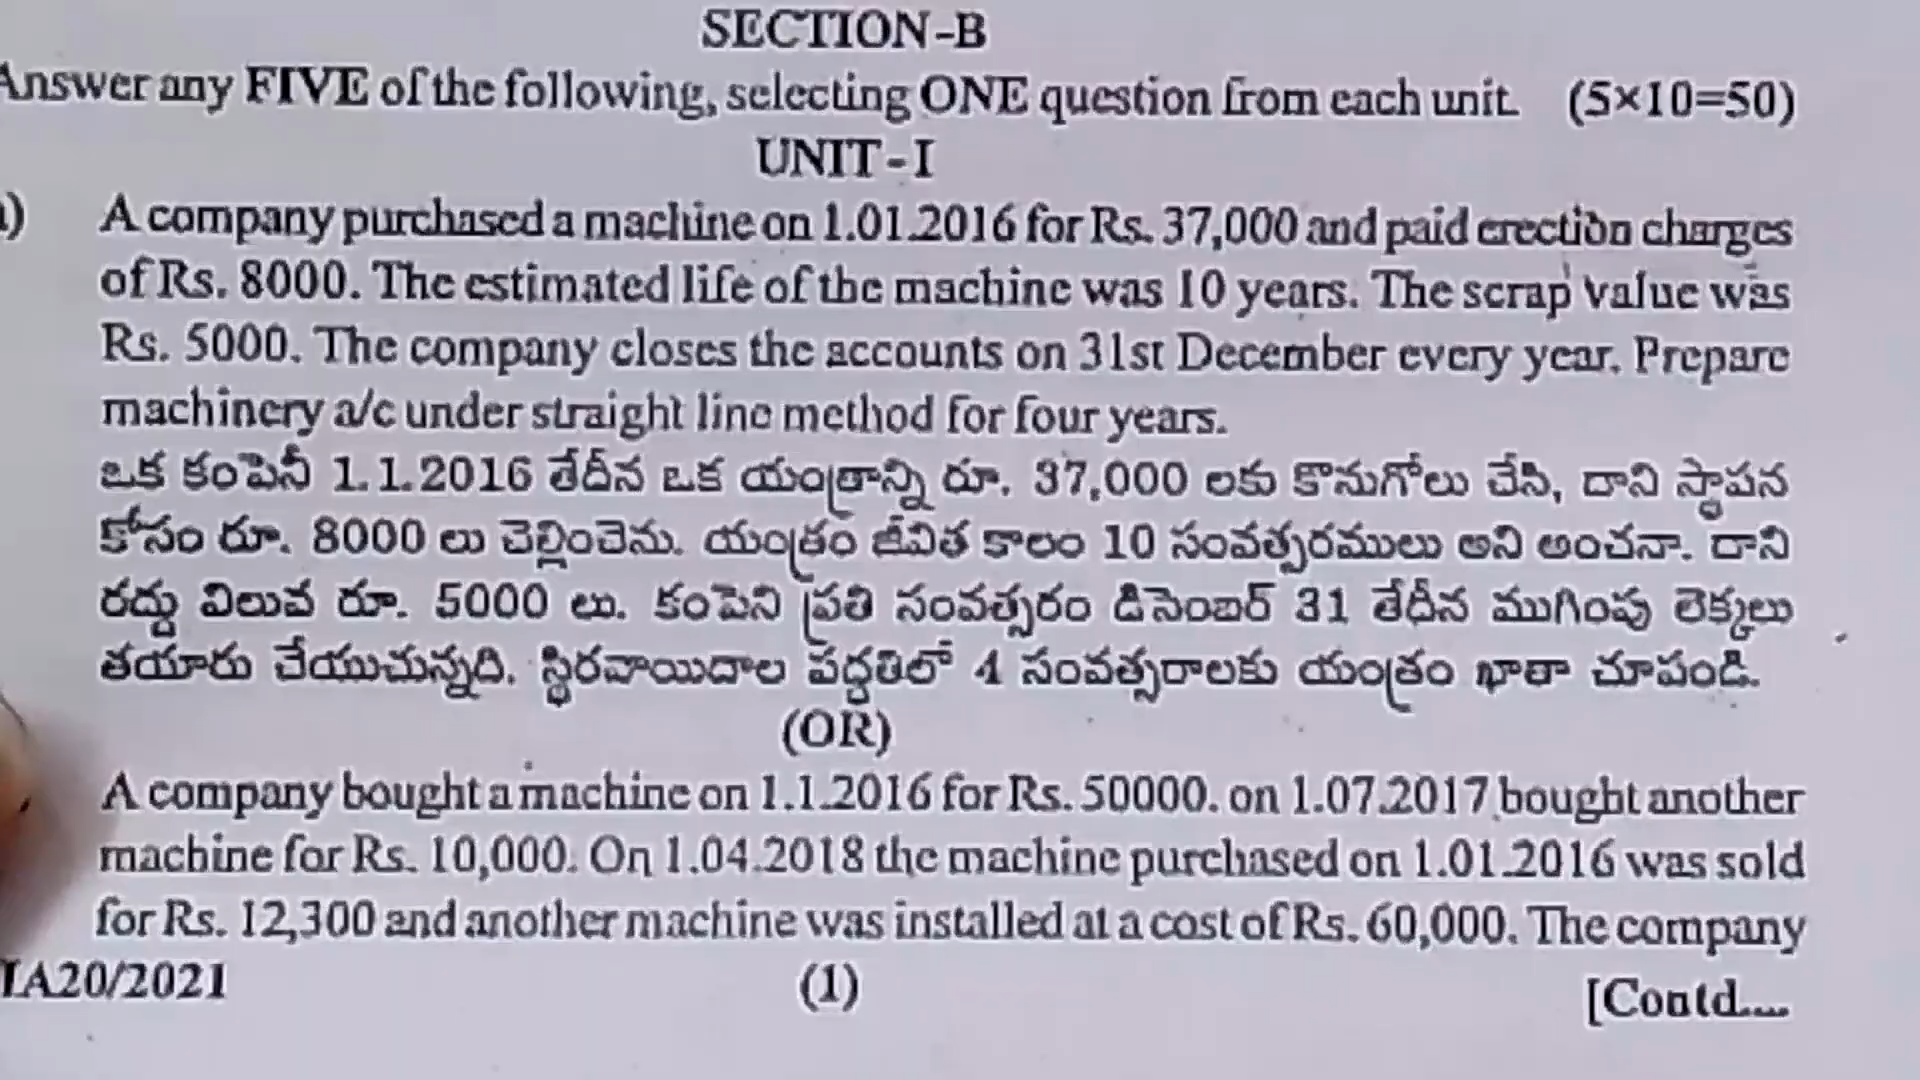 SECTION-B
Answer any FIVE of the following, selecting ONE question from each unit. (5×10=50)
UNIT-I
) A company purchased a machine on 1.01.2016 for Rs. 37,000 and paid erection charges
of Rs. 8000. The estimated life of the machine was 10 years. The scrap value was
Rs. 5000. The company closes the accounts on 31st December every year. Prepare
machinery a/c under straight line method for four years.
ఒక కంపెనీ 1.1.2016 తేదీన ఒక యంత్రాన్ని రూ. 37,000 లకు కొనుగోలు చేసి, దాని స్థాపన
కోసం రూ. 8000 లు చెల్లించెను. యంత్రం జీవిత కాలం 10 సంవత్సరములు అని అంచనా. దాని
రద్దు విలువ రూ. 5000 లు. కంపెని ప్రతి సంవత్సరం డిసెంబర్ 31 తేదీన ముగింపు లెక్కలు
తయారు చేయుచున్నది. స్థిరవాయిదాల పద్ధతిలో 4 సంవత్సరాలకు యంత్రం ఖాతా చూపండి.
(OR)
A company bought a machine on 1.1.2016 for Rs. 50000. on 1.07.2017 bought another
machine for Rs. 10,000. On 1.04.2018 the machine purchased on 1.01.2016 was sold
for Rs. 12,300 and another machine was installed at a cost of Rs. 60,000. The company
IA20/2021 (1) [Contd....